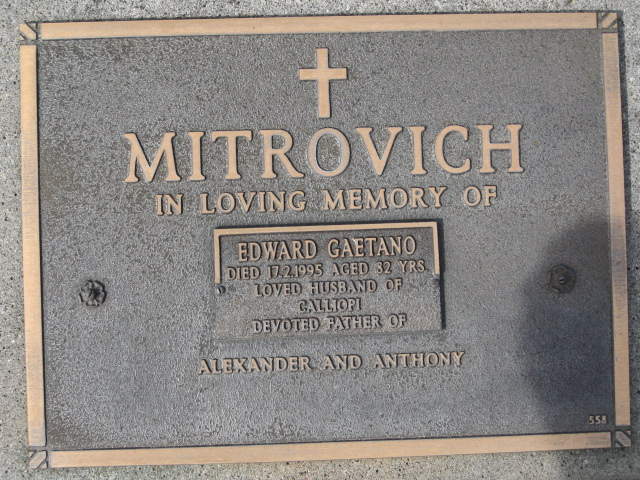 MITROVICH
IN LOVING MEMORY OF
EDWARD GAETANO
DIED 17.2.1995 AGED 82 YRS.
LOVED HUSBAND OF
CALLIOPI
DEVOTED FATHER OF
ALEXANDER AND ANTHONY
558